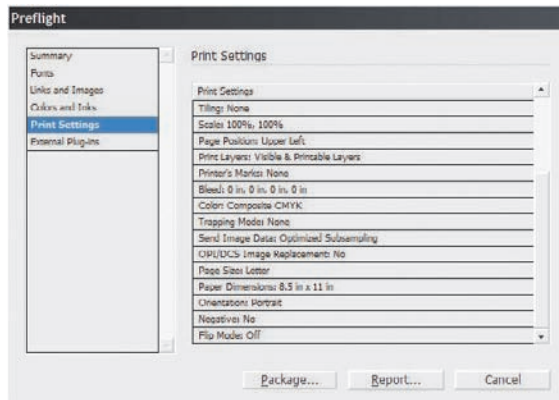 Preflight
Summary
Fonts
Links and Images
Colors and Inks
Print Settings
External Plug-ins
Print Settings
Print Settings
Tiling: None
Scale: 100%, 100%
Page Position: Upper Left
Print Layers: Visible & Printable Layers
Printer's Marks: None
Bleed: 0 in, 0 in, 0 in, 0 in
Color: Composite CMYK
Trapping Mode: None
Send Image Data: Optimized Subsampling
OPI/DCS Image Replacement: No
Page Size: Letter
Paper Dimensions: 8.5 in x 11 in
Orientation: Portrait
Negative: No
Flip Mode: Off
Package...
Report...
Cancel